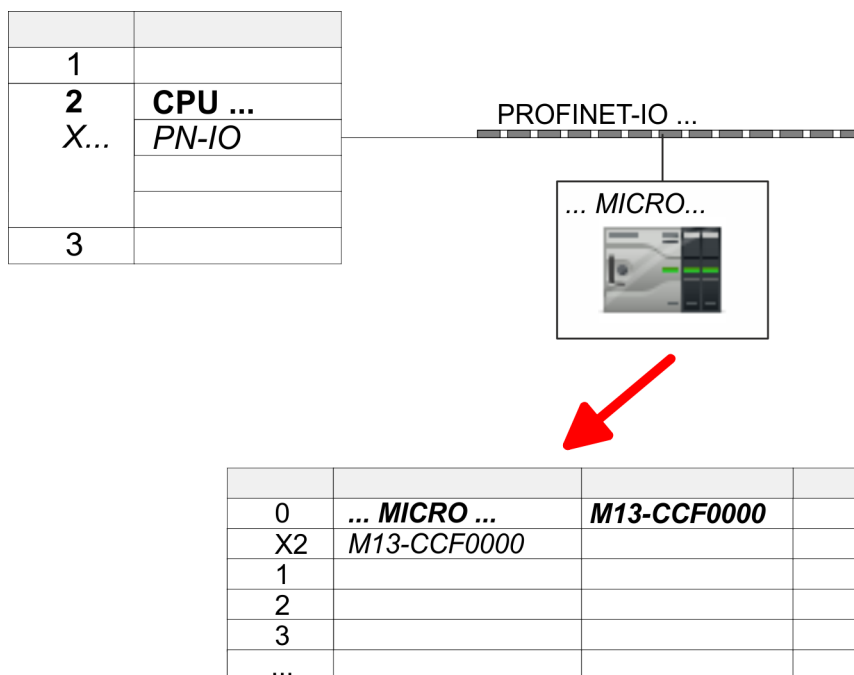 1
2 CPU ...
X... PN-IO
3
PROFINET-IO ...
... MICRO...
0 ... MICRO ... M13-CCF0000
X2 M13-CCF0000
1
2
3
...